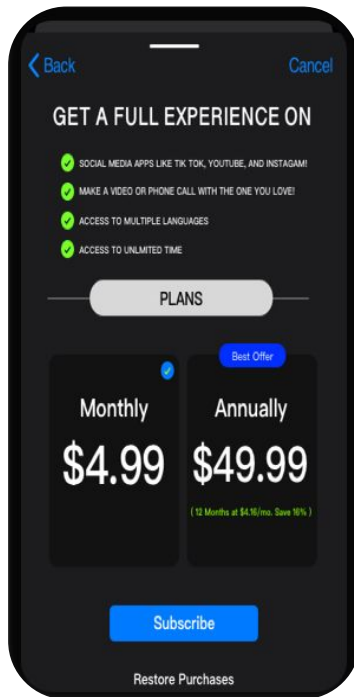 Back
Cancel
GET A FULL EXPERIENCE ON
SOCIAL MEDIA APPS LIKE TIK TOK, YOUTUBE, AND INSTAGAM!
MAKE A VIDEO OR PHONE CALL WITH THE ONE YOU LOVE!
ACCESS TO MULTIPLE LANGUAGES
ACCESS TO UNLMITED TIME
PLANS
Monthly
$4.99
Best Offer
Annually
$49.99
( 12 Months at $4.16/mo. Save 16% )
Subscribe
Restore Purchases